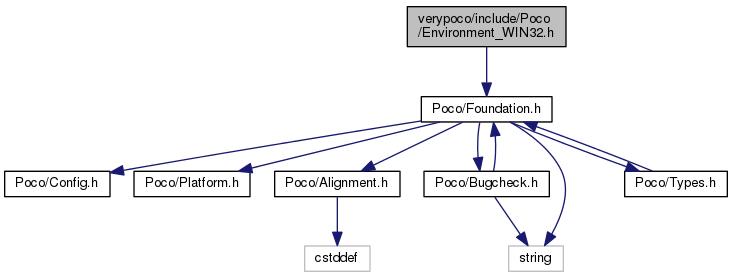 verypoco/include/Poco
/Environment_WIN32.h
Poco/Foundation.h
Poco/Config.h
Poco/Platform.h
Poco/Alignment.h
Poco/Bugcheck.h
Poco/Types.h
cstddef
string